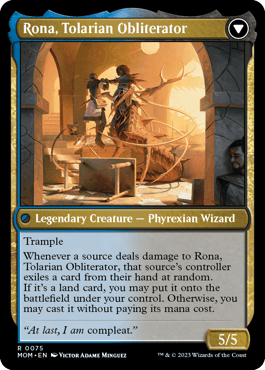 Rona, Tolarian Obliterator
Legendary Creature — Phyrexian Wizard
Trample
Whenever a source deals damage to Rona,
Tolarian Obliterator, that source's controller
exiles a card from their hand at random.
If it's a land card, you may put it onto the
battlefield under your control. Otherwise, you
may cast it without paying its mana cost.
"At last, I am compleat."
5/5
R 0075
MOM • EN VICTOR ADAME MINGUEZ
™ & © 2023 Wizards of the Coast